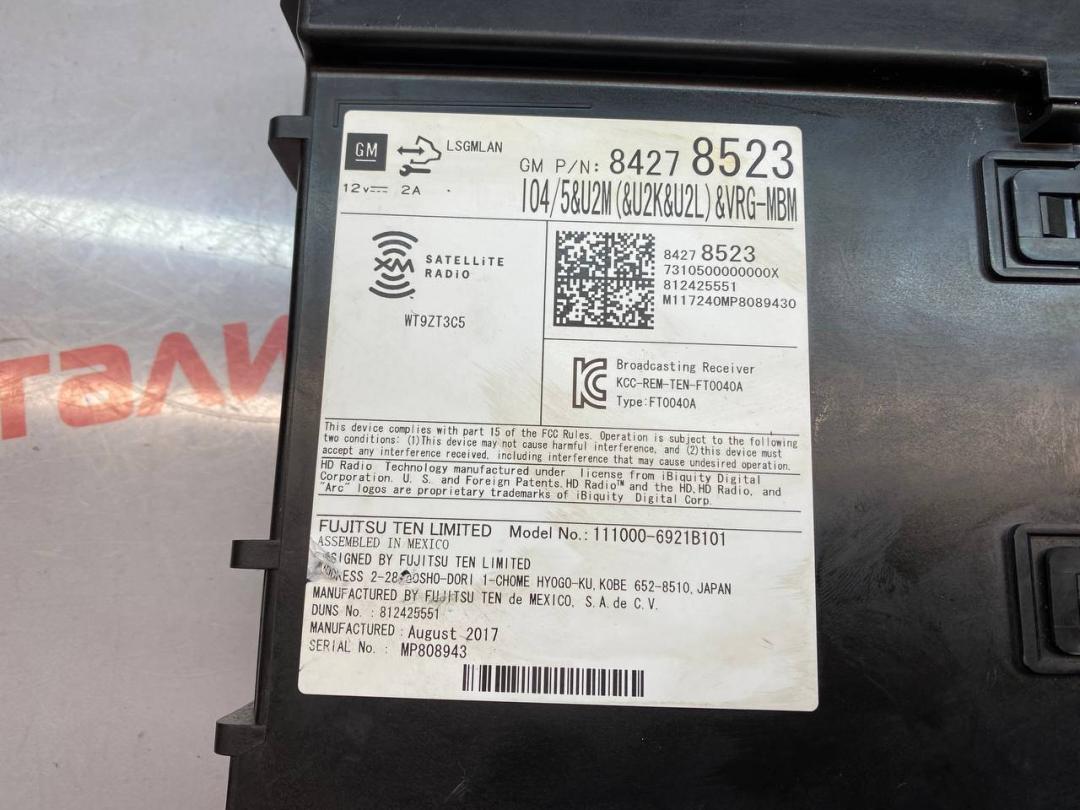 GM
LSGMLAN
GM P/N: 8427 8523
12V 2A
IO4/5&U2M(&U2K&U2L)&VRG-MBM
XM SATELLiTE
RADiO
WT9ZT3C5
8427 8523
7310500000000X
812425551
M117240MP8089430
Broadcasting Receiver
KCC-REM-TEN-FT0040A
Type:FT0040A
This device complies with part 15 of the FCC Rules. Operation is subject to the following
two conditions: (1)This device may not cause harmful interference, and (2)this device must
accept any interference received, including interference that may cause undesired operation.
HD Radio Technology manufactured under license from iBiquity Digital
Corporation. U. S. and Foreign Patents. HD Radio™ and the HD, HD Radio, and
"Arc" logos are proprietary trademarks of iBiquity Digital Corp.
FUJITSU TEN LIMITED Model No.: 111000-6921B101
ASSEMBLED IN MEXICO
BY FUJITSU TEN LIMITED
1-CHOME HYOGO-KU, KOBE 652-8510, JAPAN
MANUFACTURED BY FUJITSU TEN de MEXICO, S. A. de C. V.
DUNS No. : 812425551
MANUFACTURED : August 2017
SERIAL No. : MP808943